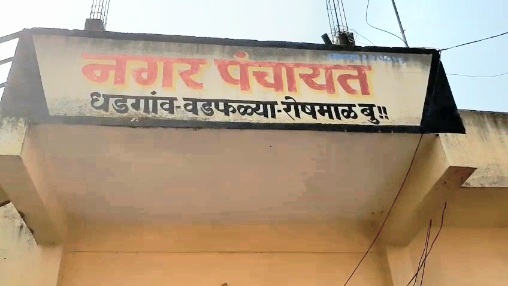 नगर पंचायत
धडगांव-वडफळ्या-रोषमाळ बु!!